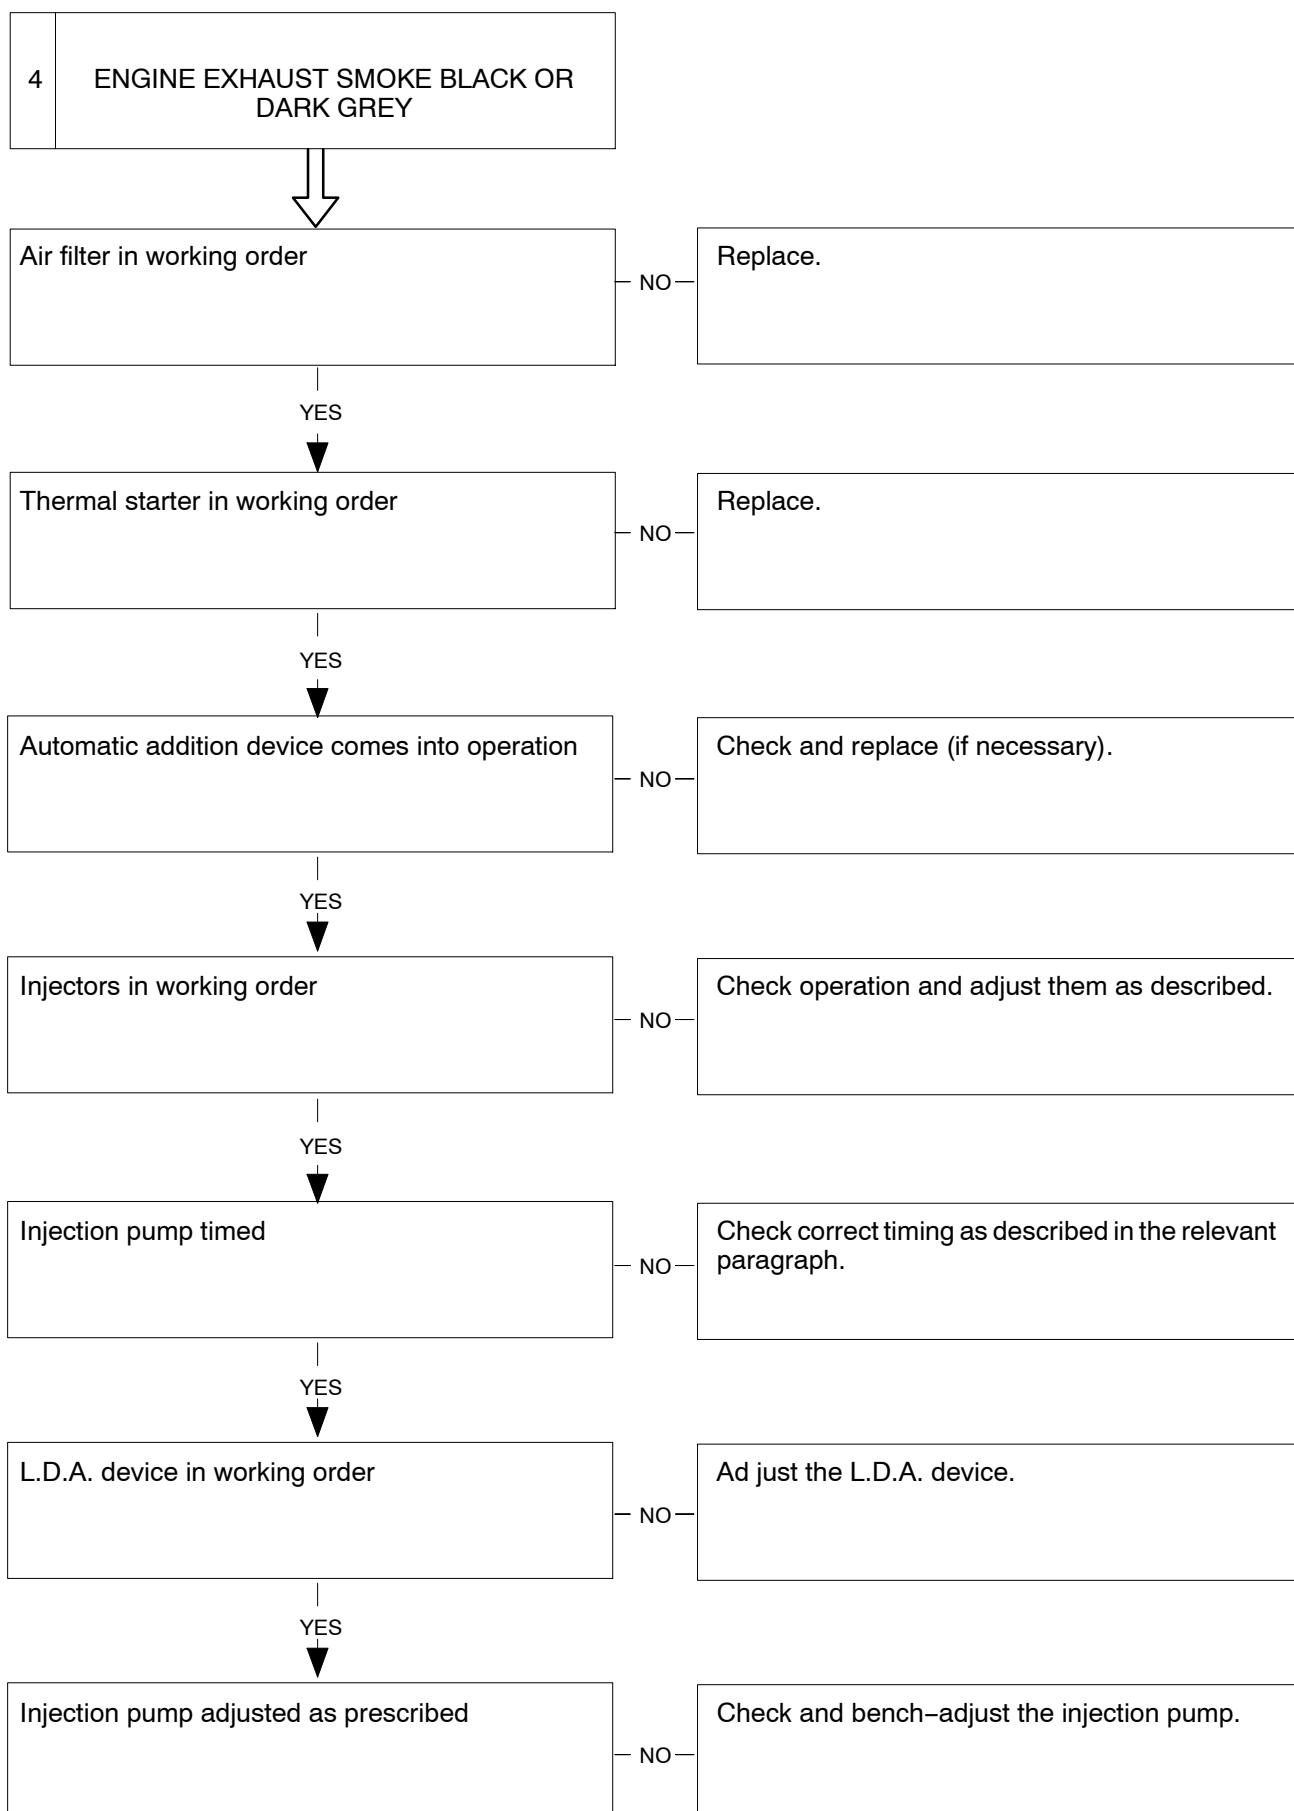 4
ENGINE EXHAUST SMOKE BLACK OR
DARK GREY
Air filter in working order
NO
Replace.
YES
Thermal starter in working order
NO
Replace.
YES
Automatic addition device comes into operation
NO
Check and replace (if necessary).
YES
Injectors in working order
NO
Check operation and adjust them as described.
YES
Injection pump timed
NO
Check correct timing as described in the relevant
paragraph.
YES
L.D.A. device in working order
NO
Ad just the L.D.A. device.
YES
Injection pump adjusted as prescribed
NO
Check and bench–adjust the injection pump.